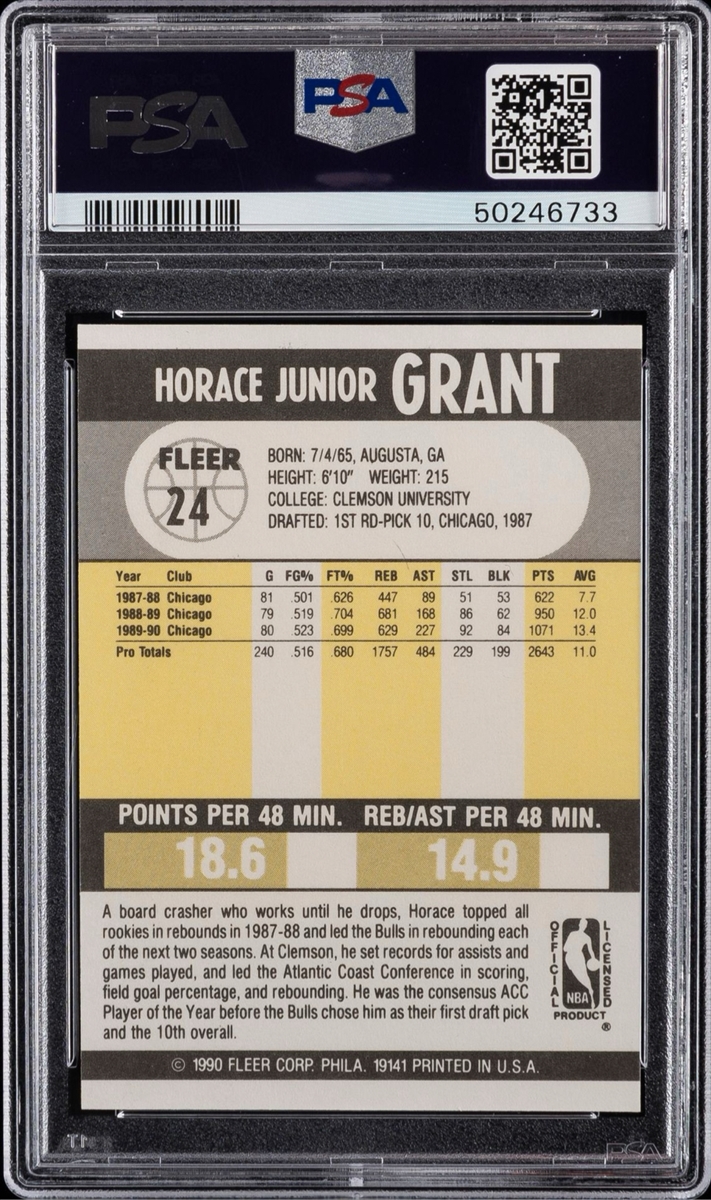 PSA
PSA
50246733
HORACE JUNIOR GRANT
FLEER
24
BORN: 7/4/65, AUGUSTA, GA
HEIGHT: 6'10" WEIGHT: 215
COLLEGE: CLEMSON UNIVERSITY
DRAFTED: 1ST RD-PICK 10, CHICAGO, 1987
Year Club G FG% FT% REB AST STL BLK PTS AVG
1987-88 Chicago 81 .501 .626 447 89 51 53 622 7.7
1988-89 Chicago 79 .519 .704 681 168 86 62 950 12.0
1989-90 Chicago 80 .523 .699 629 227 92 84 1071 13.4
Pro Totals 240 .516 .680 1757 484 229 199 2643 11.0
POINTS PER 48 MIN. REB/AST PER 48 MIN.
18.6 14.9
A board crasher who works until he drops, Horace topped all
rookies in rebounds in 1987-88 and led the Bulls in rebounding each
of the next two seasons. At Clemson, he set records for assists and
games played, and led the Atlantic Coast Conference in scoring,
field goal percentage, and rebounding. He was the consensus ACC
Player of the Year before the Bulls chose him as their first draft pick
and the 10th overall.
OFFICIAL LICENSED
NBA
PRODUCT
®
© 1990 FLEER CORP. PHILA. 19141 PRINTED IN U.S.A.
PSA